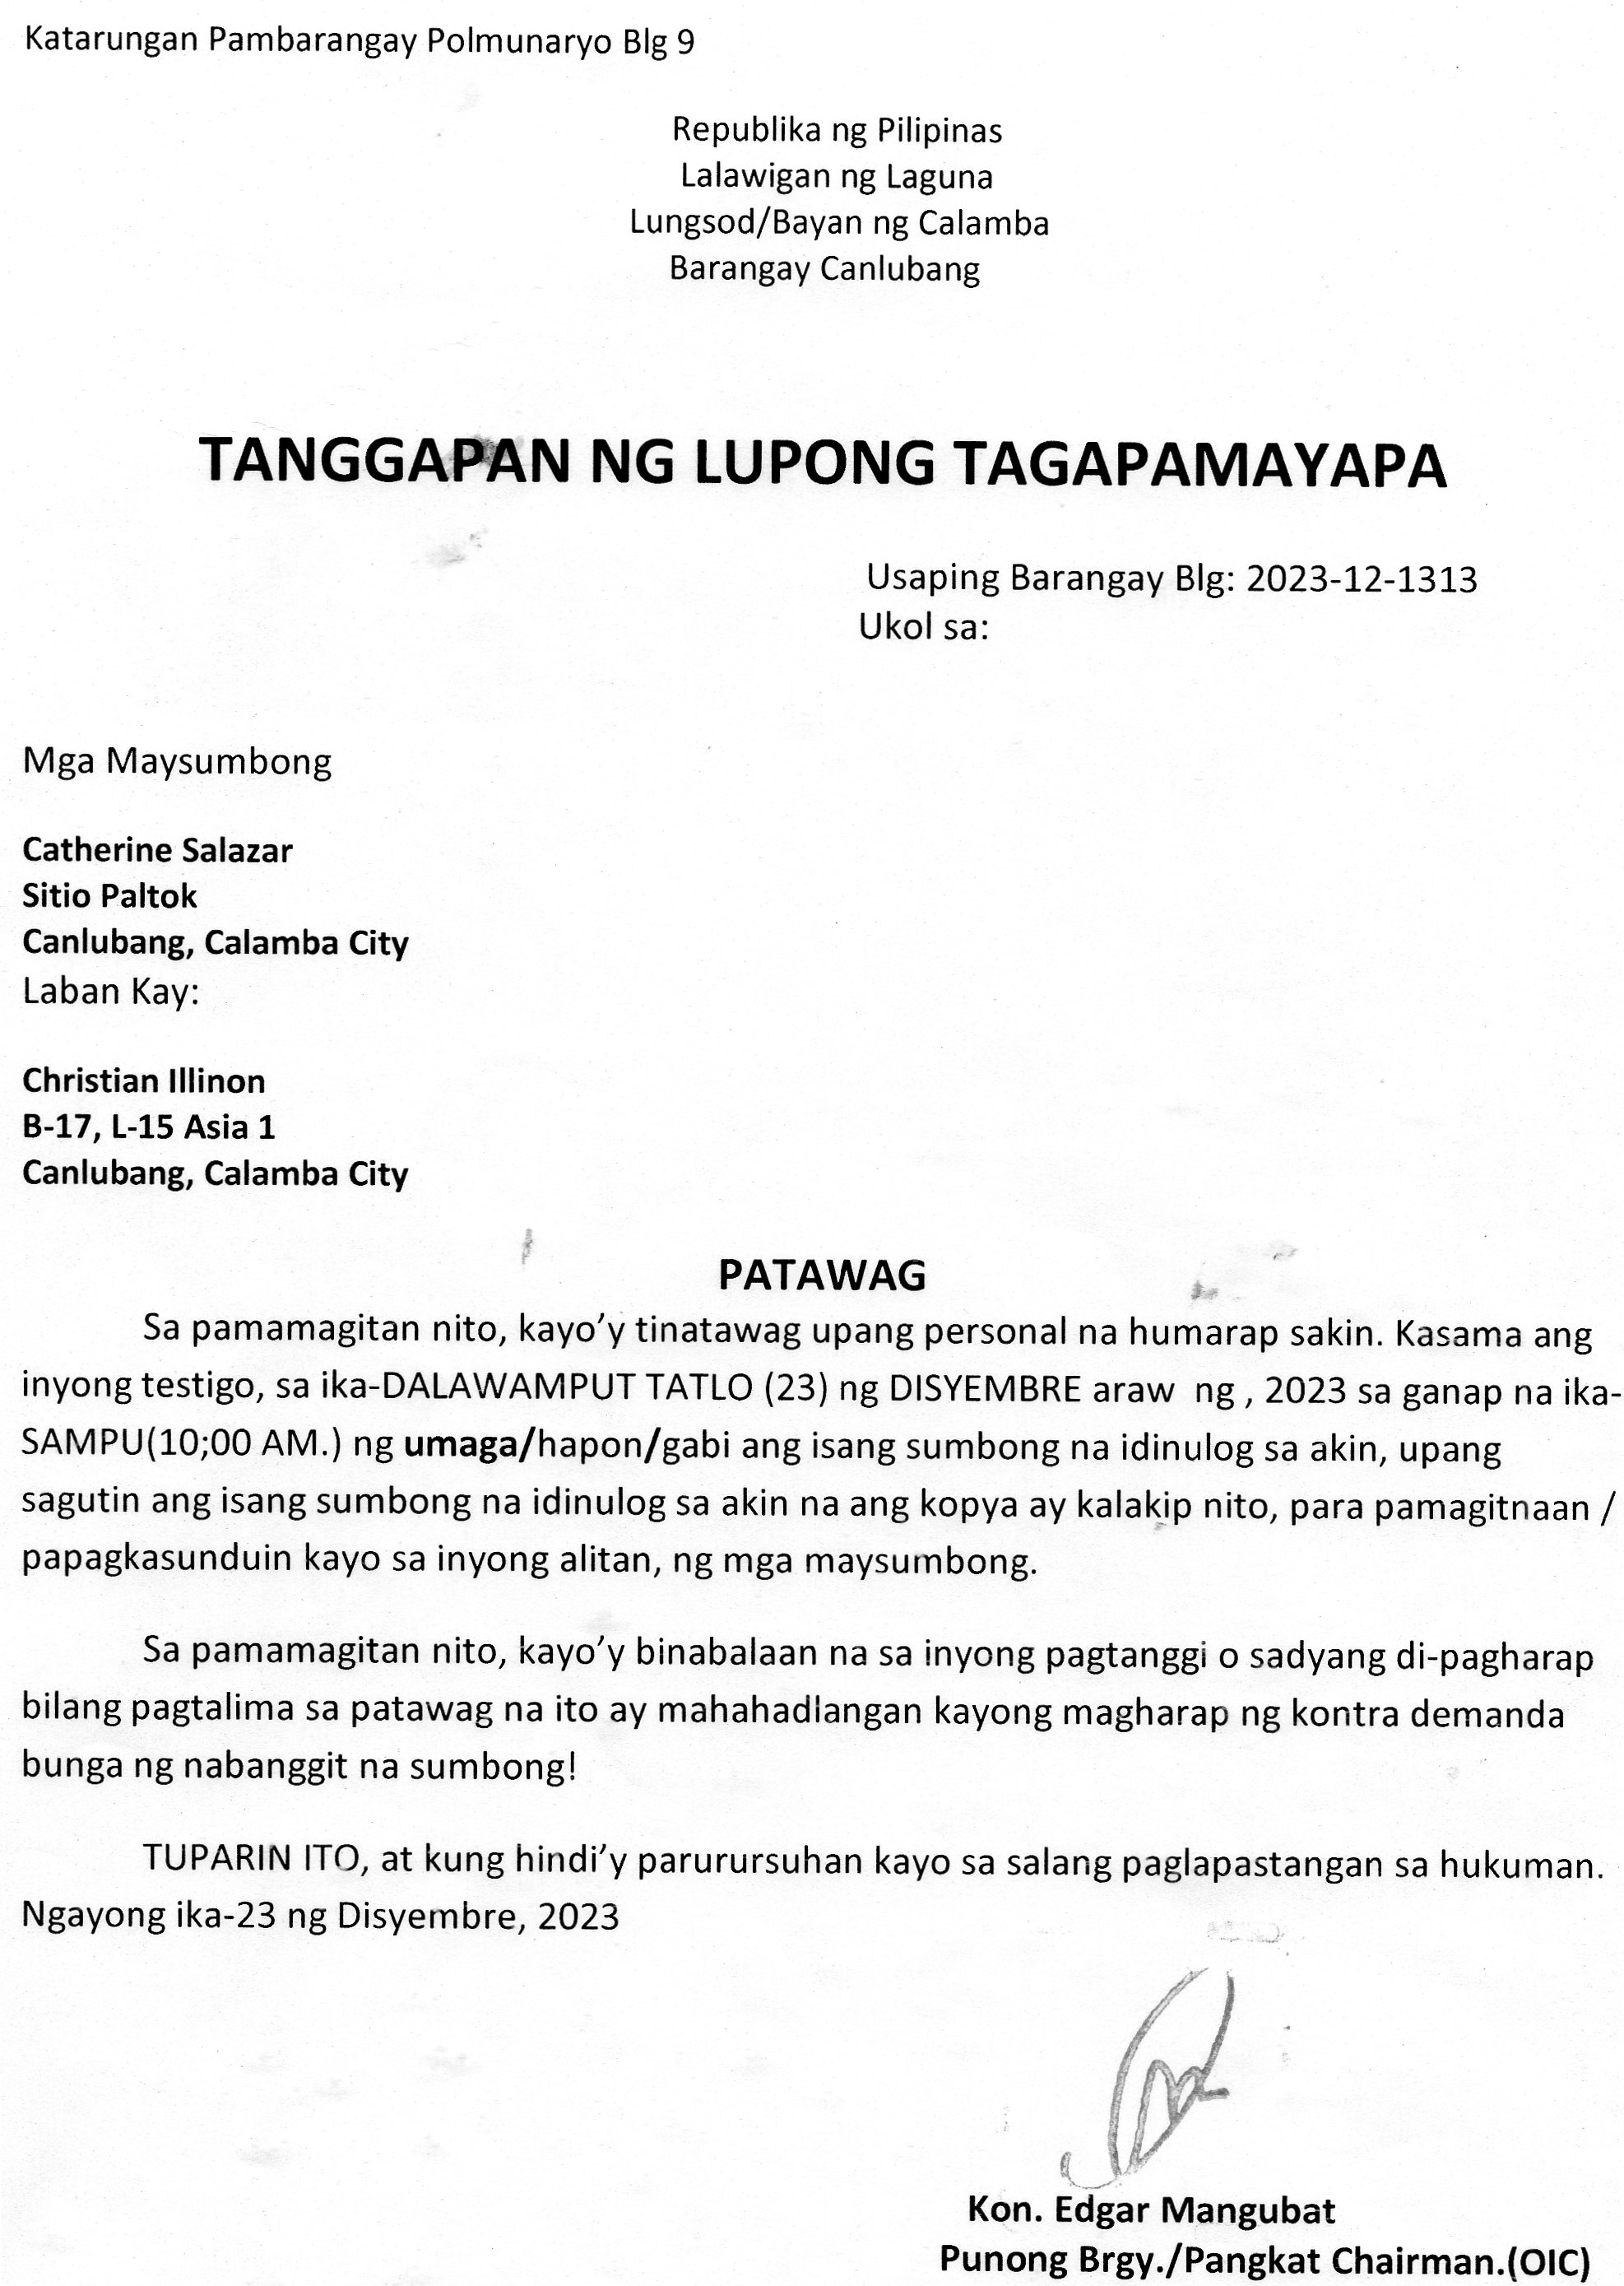 Katarungan Pambarangay Polmunaryo Blg 9
Republika ng Pilipinas
Lalawigan ng Laguna
Lungsod/Bayan ng Calamba
Barangay Canlubang
TANGGAPAN NG LUPONG TAGAPAMAYAPA
Usaping Barangay Blg: 2023-12-1313
Ukol sa:
Mga Maysumbong
Catherine Salazar
Sitio Paltok
Canlubang, Calamba City
Laban Kay:
Christian Illinon
B-17, L-15 Asia 1
Canlubang, Calamba City
PATAWAG
Sa pamamagitan nito, kayo’y tinatawag upang personal na humarap sakin. Kasama ang
inyong testigo, sa ika-DALAWAMPUT TATLO (23) ng DISYEMBRE araw  ng , 2023 sa ganap na ika-
SAMPU(10;00 AM.) ng umaga/hapon/gabi ang isang sumbong na idinulog sa akin, upang
sagutin ang isang sumbong na idinulog sa akin na ang kopya ay kalakip nito, para pamagitnaan /
papagkasunduin kayo sa inyong alitan, ng mga maysumbong.
Sa pamamagitan nito, kayo’y binabalaan na sa inyong pagtanggi o sadyang di-pagharap
bilang pagtalima sa patawag na ito ay mahahadlangan kayong magharap ng kontra demanda
bunga ng nabanggit na sumbong!
TUPARIN ITO, at kung hindi’y parurursuhan kayo sa salang paglapastangan sa hukuman.
Ngayong ika-23 ng Disyembre, 2023
Kon. Edgar Mangubat
Punong Brgy./Pangkat Chairman.(OIC)